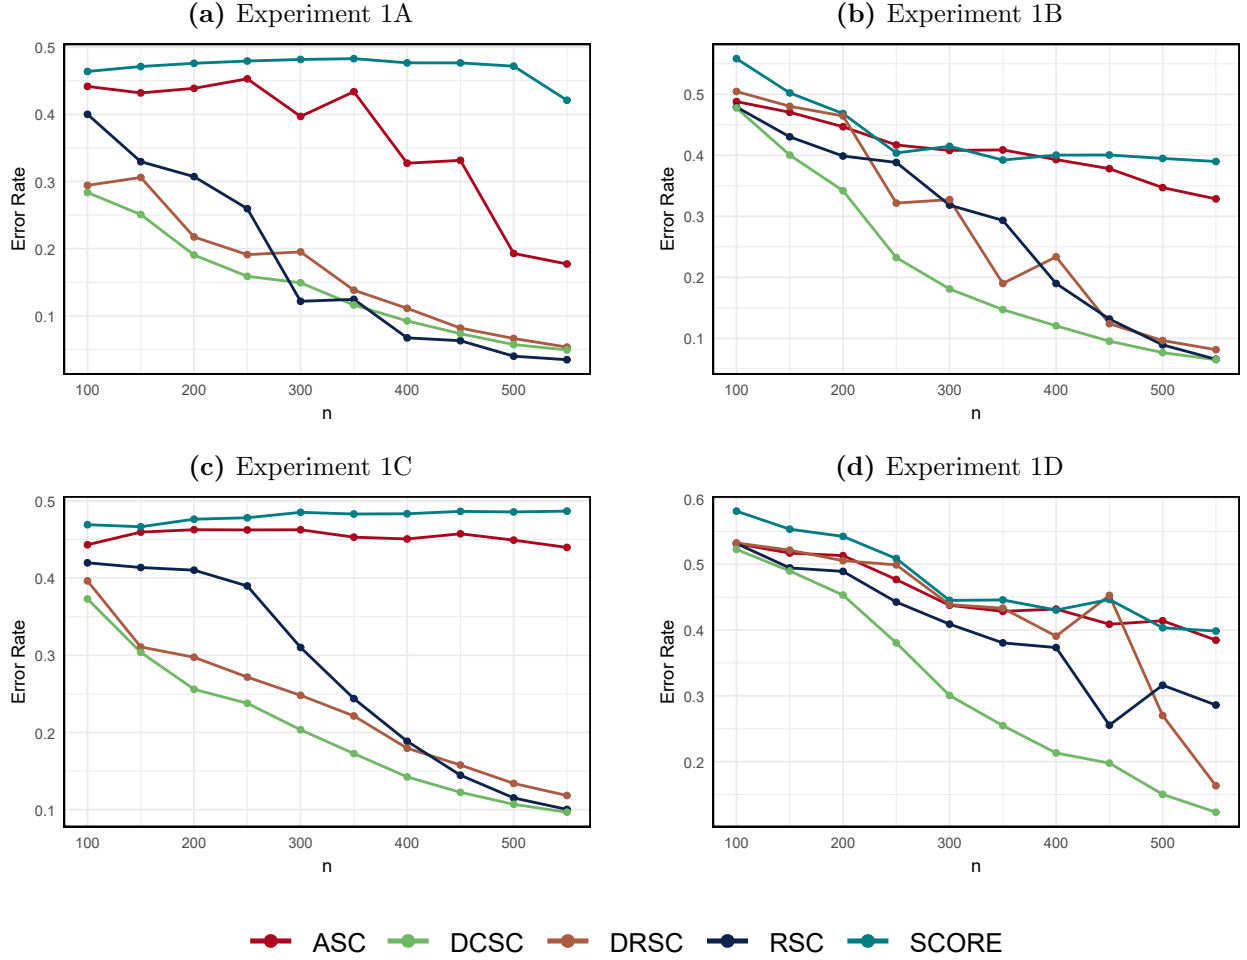 (a) Experiment 1A
(b) Experiment 1B
0.5
0.4
0.3
0.2
0.1
Error Rate
100 200 300 400 500
n
0.5
0.4
0.3
0.2
0.1
Error Rate
100 200 300 400 500
n
(c) Experiment 1C
(d) Experiment 1D
0.5
0.4
0.3
0.2
0.1
Error Rate
100 200 300 400 500
n
0.6
0.5
0.4
0.3
0.2
Error Rate
100 200 300 400 500
n
ASC DCSC DRSC RSC SCORE